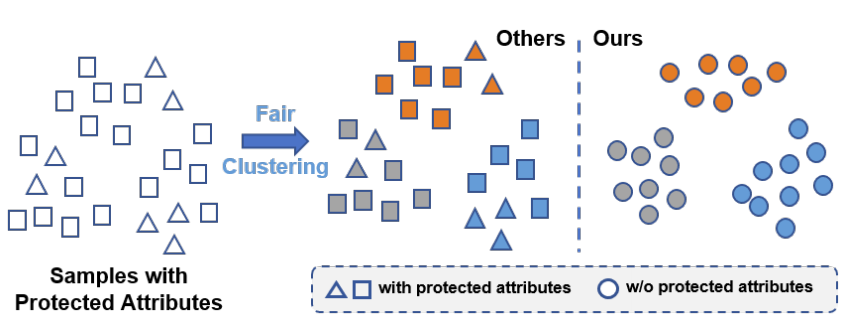 Others
Ours
Fair
Clustering
Samples with
Protected Attributes
with protected attributes
w/o protected attributes